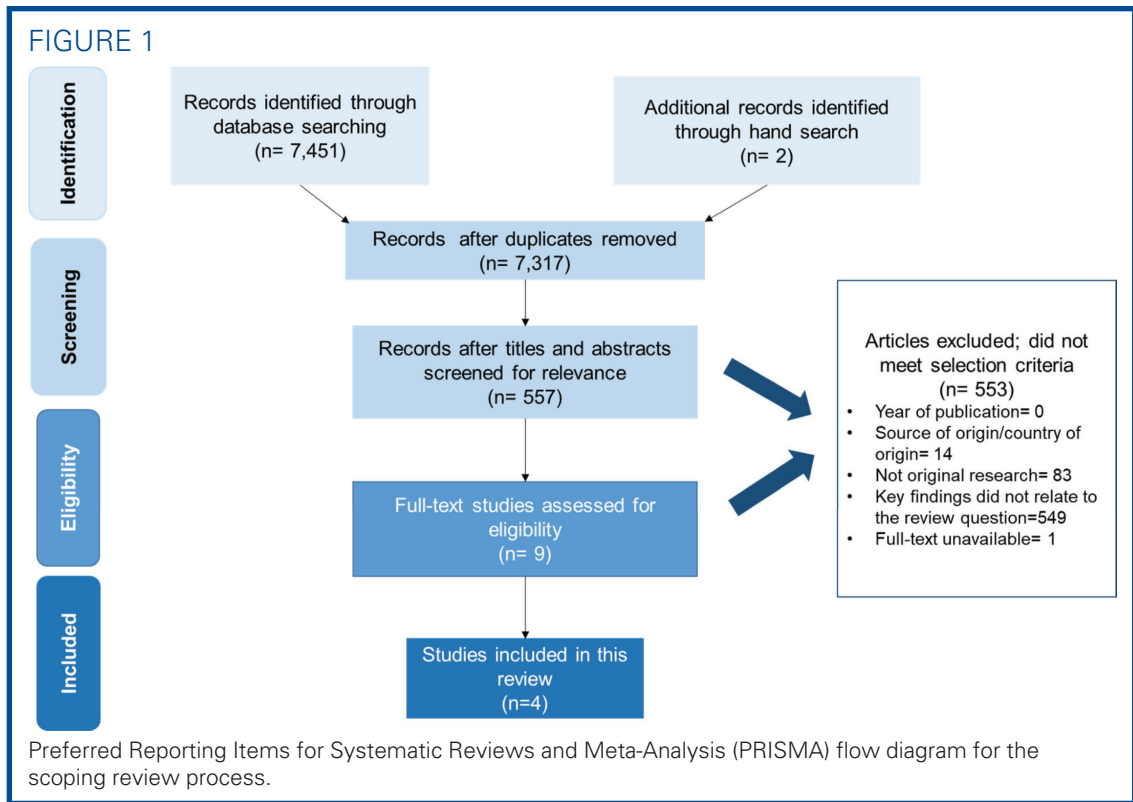 FIGURE 1
Identification
Records identified through
database searching
(n= 7,451)
Additional records identified
through hand search
(n= 2)
Records after duplicates removed
(n= 7,317)
Screening
Records after titles and abstracts
screened for relevance
(n= 557)
Articles excluded; did not
meet selection criteria
(n= 553)
• Year of publication= 0
• Source of origin/country of
origin= 14
• Not original research= 83
• Key findings did not relate to
the review question=549
• Full-text unavailable= 1
Eligibility
Full-text studies assessed for
eligibility
(n= 9)
Included
Studies included in this
review
(n=4)
Preferred Reporting Items for Systematic Reviews and Meta-Analysis (PRISMA) flow diagram for the
scoping review process.